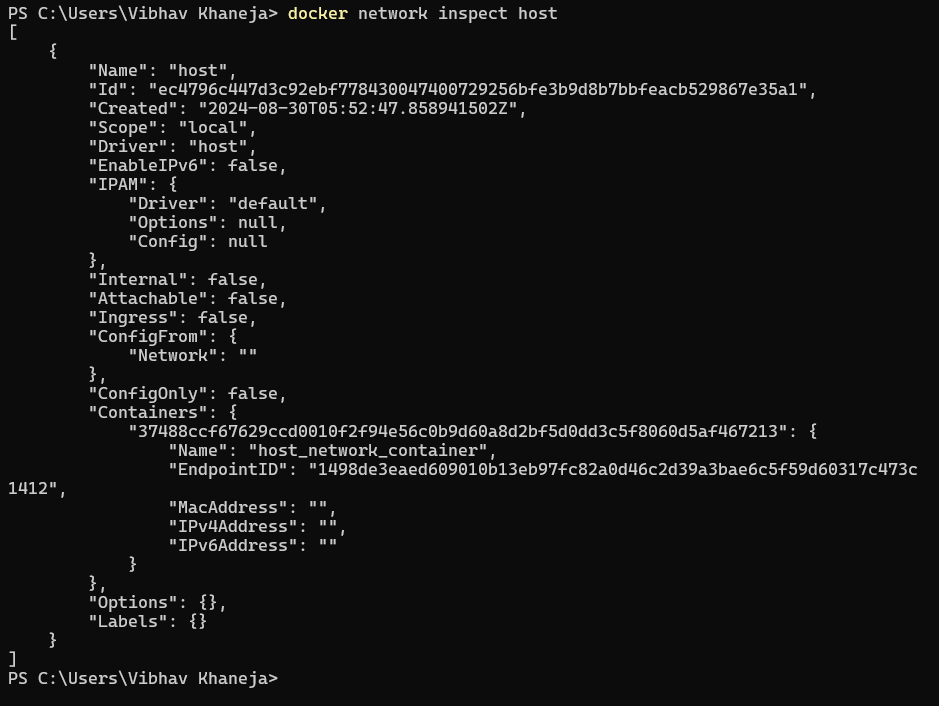 PS C:\Users\Vibhav Khaneja> docker network inspect host
[
    {
        "Name": "host",
        "Id": "ec4796c447d3c92ebf778430047400729256bfe3b9d8b7bbfeacb529867e35a1",
        "Created": "2024-08-30T05:52:47.858941502Z",
        "Scope": "local",
        "Driver": "host",
        "EnableIPv6": false,
        "IPAM": {
            "Driver": "default",
            "Options": null,
            "Config": null
        },
        "Internal": false,
        "Attachable": false,
        "Ingress": false,
        "ConfigFrom": {
            "Network": ""
        },
        "ConfigOnly": false,
        "Containers": {
            "37488ccf67629ccd0010f2f94e56c0b9d60a8d2bf5d0dd3c5f8060d5af467213": {
                "Name": "host_network_container",
                "EndpointID": "1498de3eaed609010b13eb97fc82a0d46c2d39a3bae6c5f59d60317c473c
1412",
                "MacAddress": "",
                "IPv4Address": "",
                "IPv6Address": ""
            }
        },
        "Options": {},
        "Labels": {}
    }
]
PS C:\Users\Vibhav Khaneja>